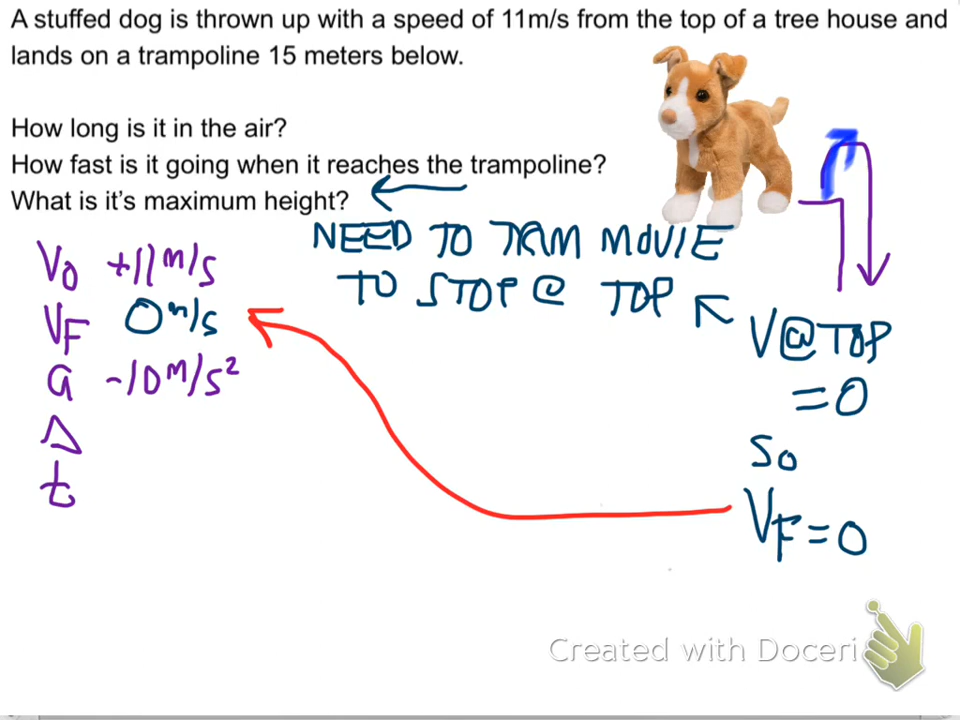 A stuffed dog is thrown up with a speed of 11m/s from the top of a tree house and
lands on a trampoline 15 meters below.
How long is it in the air?
How fast is it going when it reaches the trampoline?
What is it's maximum height?
NEED TO TRIM MOVIE
TO STOP @ TOP
V0 +11 m/s
VF 0 m/s
a -10 m/s²
Δ
t
V@TOP
=0
SO
VF=0
Created with Doceri